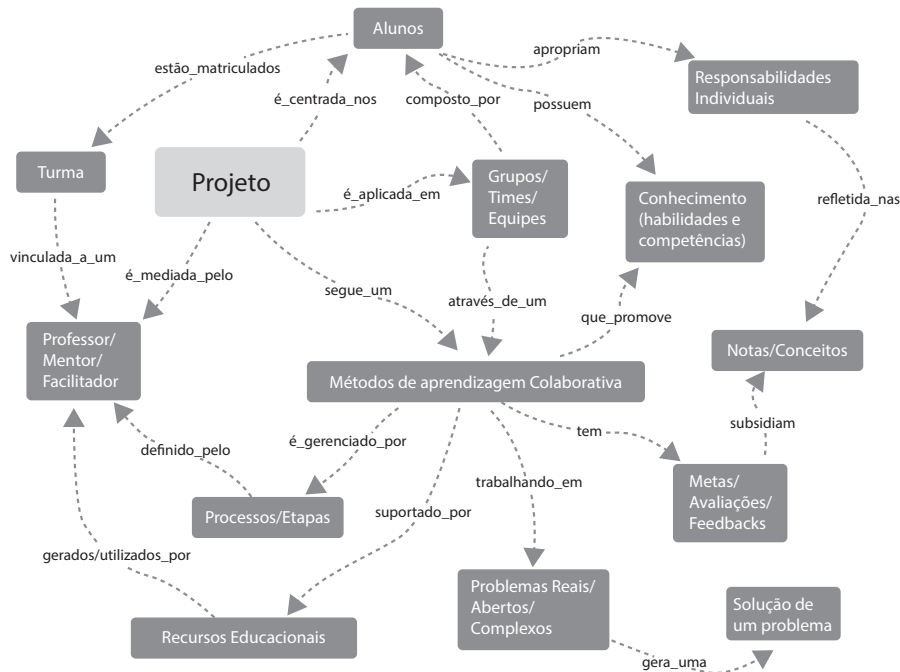 Alunos
apropriam
estão_matriculados
Responsabilidades
Individuais
é_centrada_nos
composto_por
possuem
Turma
Projeto
Grupos/
Times/
Equipes
é_aplicada_em
Conhecimento
(habilidades e
competências)
refletida_nas
vinculada_a_um
é_mediada_pelo
segue_um
através_de_um
que_promove
Professor/
Mentor/
Facilitador
Notas/Conceitos
Métodos de aprendizagem Colaborativa
subsidiam
tem
é_gerenciado_por
definido_pelo
trabalhando_em
Metas/
Avaliações/
Feedbacks
Processos/Etapas
suportado_por
gerados/utilizados_por
Problemas Reais/
Abertos/
Complexos
Solução de
um problema
Recursos Educacionais
gera_uma